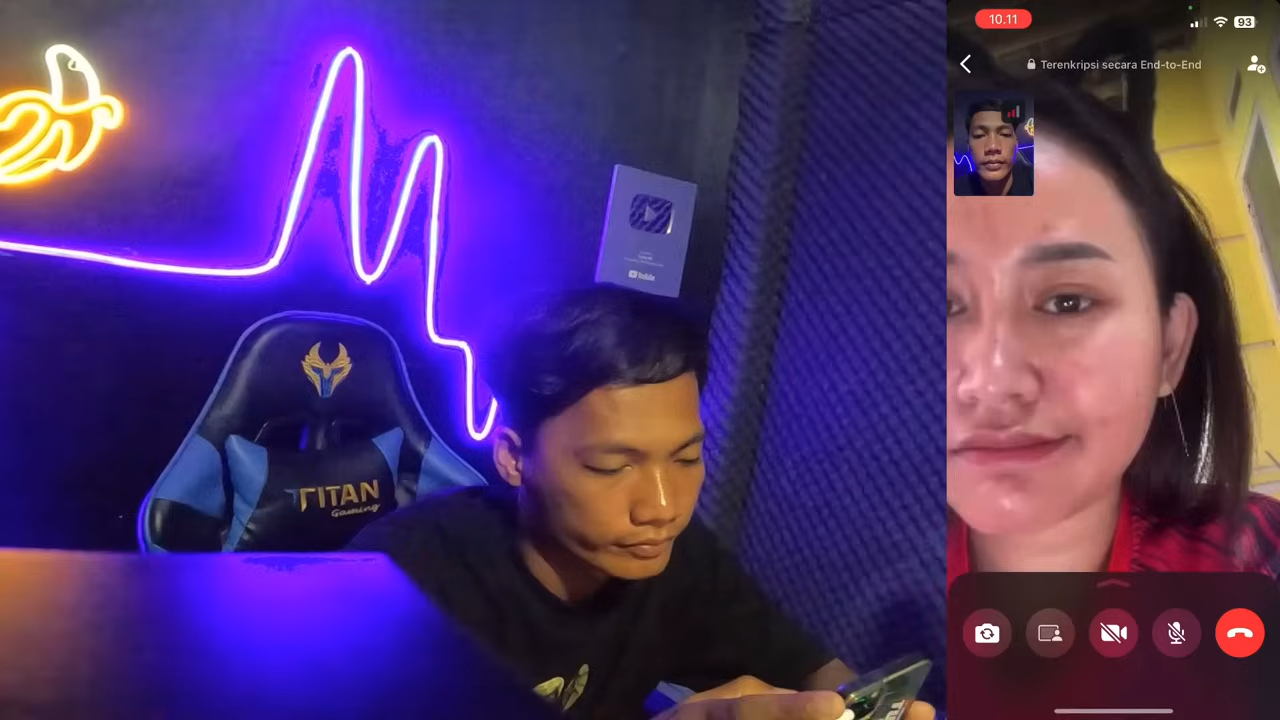 TITAN
Gaming
YouTube
10.11
93
Terenkripsi secara End-to-End